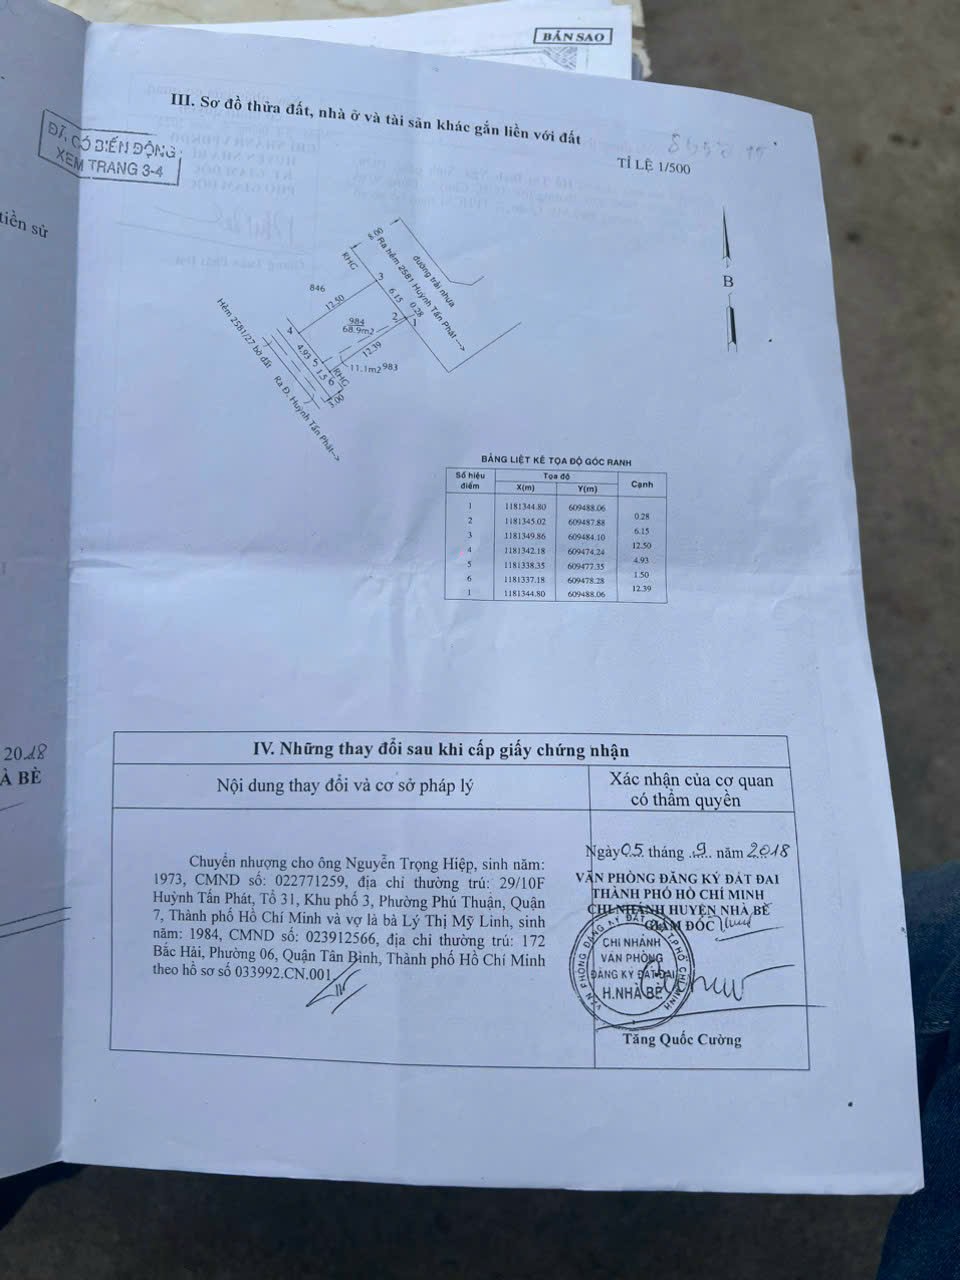 BẢN SAO
III. Sơ đồ thửa đất, nhà ở và tài sản khác gắn liền với đất
ĐÃ CÓ BIẾN ĐỘNG
XEM TRANG 3-4
TỈ LỆ 1/500
tiền sử
B
đường trải nhựa
Ra hẻm 2581 Huỳnh Tấn Phát -->
RHG
846
3
12.50
6.15
0.28
984
68.9m2
2
1
4
4.93
5
1.5
6
12.39
RHG
11.1m2 983
Hẻm 2581/27 bờ đất
Ra Đ. Huỳnh Tấn Phát-->
BẢNG LIỆT KÊ TỌA ĐỘ GÓC RANH
Số hiệu điểm Tọa độ Cạnh
X(m) Y(m)
1 1181344.80 609488.06
0.28
2 1181345.02 609487.88
6.15
3 1181349.86 609484.10
12.50
4 1181342.18 609474.24
4.93
5 1181338.35 609477.35
1.50
6 1181337.18 609478.28
12.39
1 1181344.80 609488.06
2018
À BÈ
IV. Những thay đổi sau khi cấp giấy chứng nhận
Nội dung thay đổi và cơ sở pháp lý
Xác nhận của cơ quan
có thẩm quyền
Chuyển nhượng cho ông Nguyễn Trọng Hiệp, sinh năm:
1973, CMND số: 022771259, địa chỉ thường trú: 29/10F
Huỳnh Tấn Phát, Tổ 31, Khu phố 3, Phường Phú Thuận, Quận
7, Thành phố Hồ Chí Minh và vợ là bà Lý Thị Mỹ Linh, sinh
năm: 1984, CMND số: 023912566, địa chỉ thường trú: 172
Bắc Hải, Phường 06, Quận Tân Bình, Thành phố Hồ Chí Minh
theo hồ sơ số 033992.CN.001
Ngày 05 tháng 9 năm 2018
VĂN PHÒNG ĐĂNG KÝ ĐẤT ĐAI
THÀNH PHỐ HỒ CHÍ MINH
CHI NHÁNH HUYỆN NHÀ BÈ
GIÁM ĐỐC
VĂN PHÒNG ĐĂNG KÝ ĐẤT ĐAI T.P HỒ CHÍ MINH
CHI NHÁNH
VĂN PHÒNG
ĐĂNG KÝ ĐẤT ĐAI
H.NHÀ BÈ
Tăng Quốc Cường